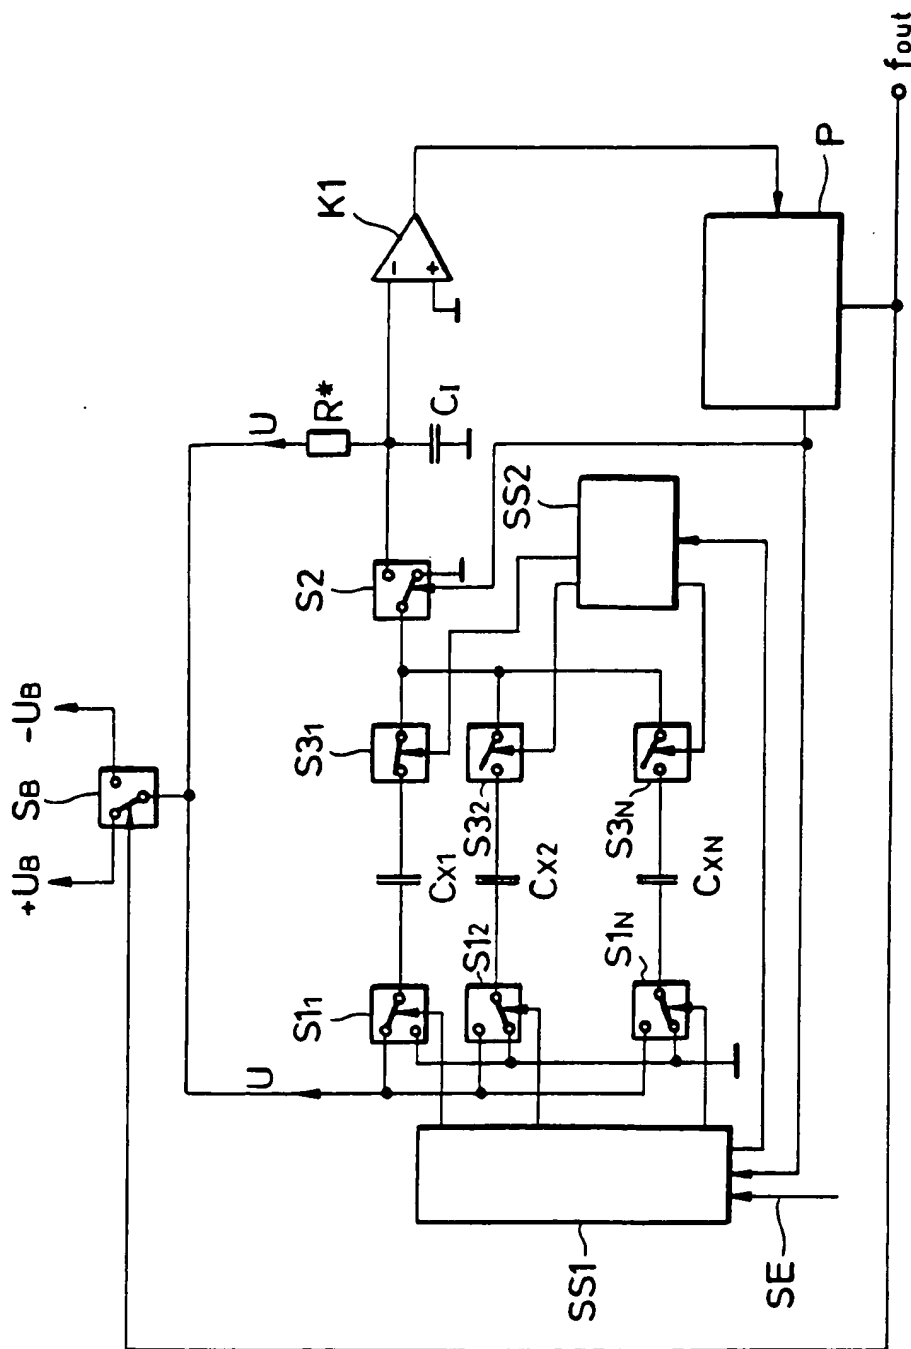 +UB
SB
-UB
U
U
R*
CI
K1
S2
S31
S32
S3N
SS2
CX1
CX2
CXN
S11
S12
S1N
SS1
SE
P
fout
-
+